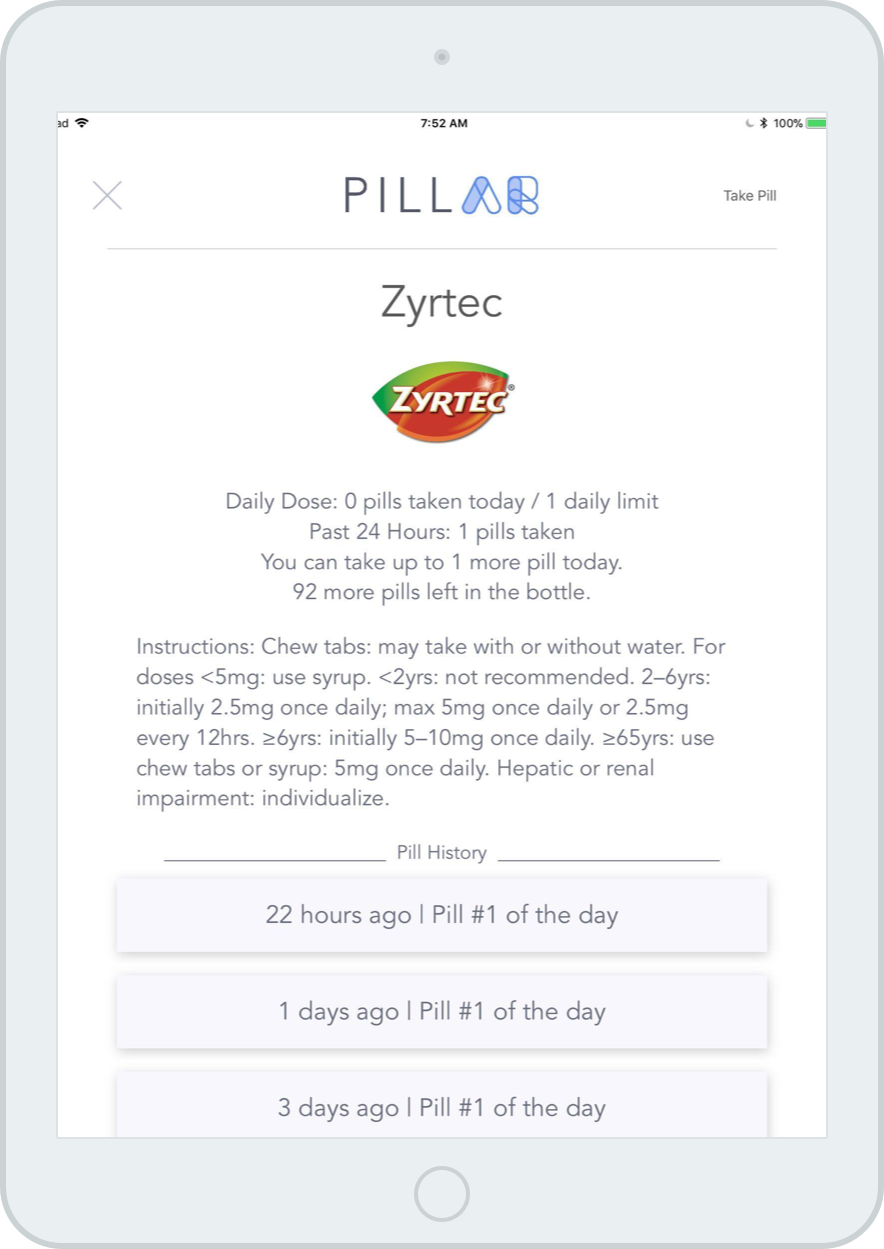 ad 7:52 AM 100%
PILLAR Take Pill
Zyrtec
ZYRTEC®
Daily Dose: 0 pills taken today / 1 daily limit
Past 24 Hours: 1 pills taken
You can take up to 1 more pill today.
92 more pills left in the bottle.
Instructions: Chew tabs: may take with or without water. For
doses <5mg: use syrup. <2yrs: not recommended. 2–6yrs:
initially 2.5mg once daily; max 5mg once daily or 2.5mg
every 12hrs. ≥6yrs: initially 5–10mg once daily. ≥65yrs: use
chew tabs or syrup: 5mg once daily. Hepatic or renal
impairment: individualize.
Pill History
22 hours ago | Pill #1 of the day
1 days ago | Pill #1 of the day
3 days ago | Pill #1 of the day